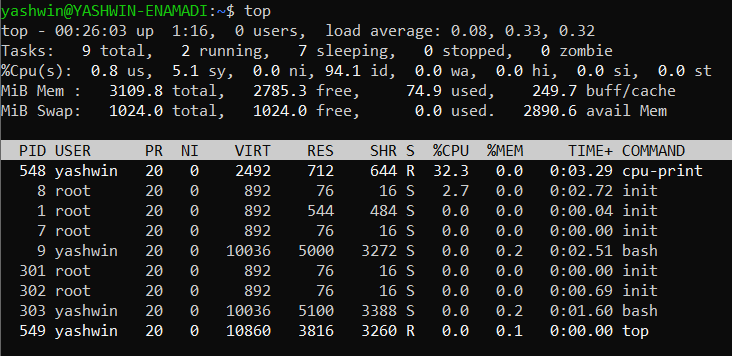 yashwin@YASHWIN-ENAMADI:~$ top
top - 00:26:03 up  1:16,  0 users,  load average: 0.08, 0.33, 0.32
Tasks:   9 total,   2 running,   7 sleeping,   0 stopped,   0 zombie
%Cpu(s):  0.8 us,  5.1 sy,  0.0 ni, 94.1 id,  0.0 wa,  0.0 hi,  0.0 si,  0.0 st
MiB Mem :   3109.8 total,   2785.3 free,     74.9 used,    249.7 buff/cache
MiB Swap:   1024.0 total,   1024.0 free,      0.0 used.   2890.6 avail Mem
PID USER      PR  NI    VIRT    RES    SHR S  %CPU  %MEM     TIME+ COMMAND
548 yashwin   20   0    2492    712    644 R  32.3   0.0   0:03.29 cpu-print
8 root      20   0     892     76     16 S   2.7   0.0   0:02.72 init
1 root      20   0     892    544    484 S   0.0   0.0   0:00.04 init
7 root      20   0     892     76     16 S   0.0   0.0   0:00.00 init
9 yashwin   20   0   10036   5000   3272 S   0.0   0.2   0:02.51 bash
301 root      20   0     892     76     16 S   0.0   0.0   0:00.00 init
302 root      20   0     892     76     16 S   0.0   0.0   0:00.69 init
303 yashwin   20   0   10036   5100   3388 S   0.0   0.2   0:01.60 bash
549 yashwin   20   0   10860   3816   3260 R   0.0   0.1   0:00.00 top